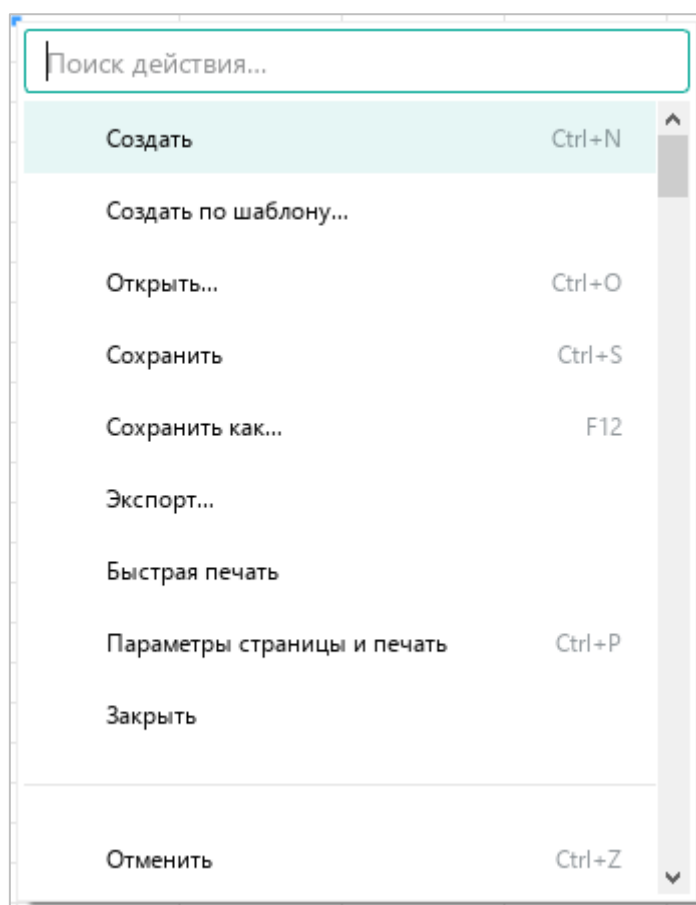 Поиск действия...
Создать Ctrl+N
Создать по шаблону...
Открыть... Ctrl+O
Сохранить Ctrl+S
Сохранить как... F12
Экспорт...
Быстрая печать
Параметры страницы и печать Ctrl+P
Закрыть
Отменить Ctrl+Z